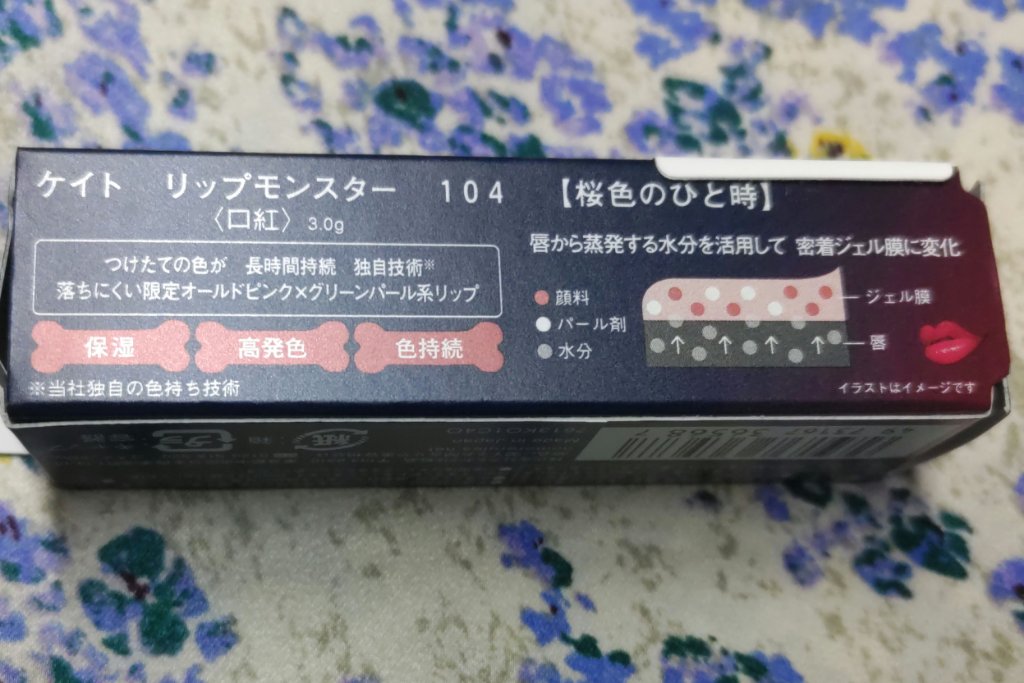 ケイト リップモンスター 104 【桜色のひと時】
〈口紅〉 3.0g
つけたての色が 長時間持続 独自技術※
落ちにくい限定オールドピンク×グリーンパール系リップ
保湿 高発色 色持続
※当社独自の色持ち技術
唇から蒸発する水分を活用して 密着ジェル膜に変化
顔料
パール剤
水分
ジェル膜
唇
イラストはイメージです
プラ
紙
Made in Japan